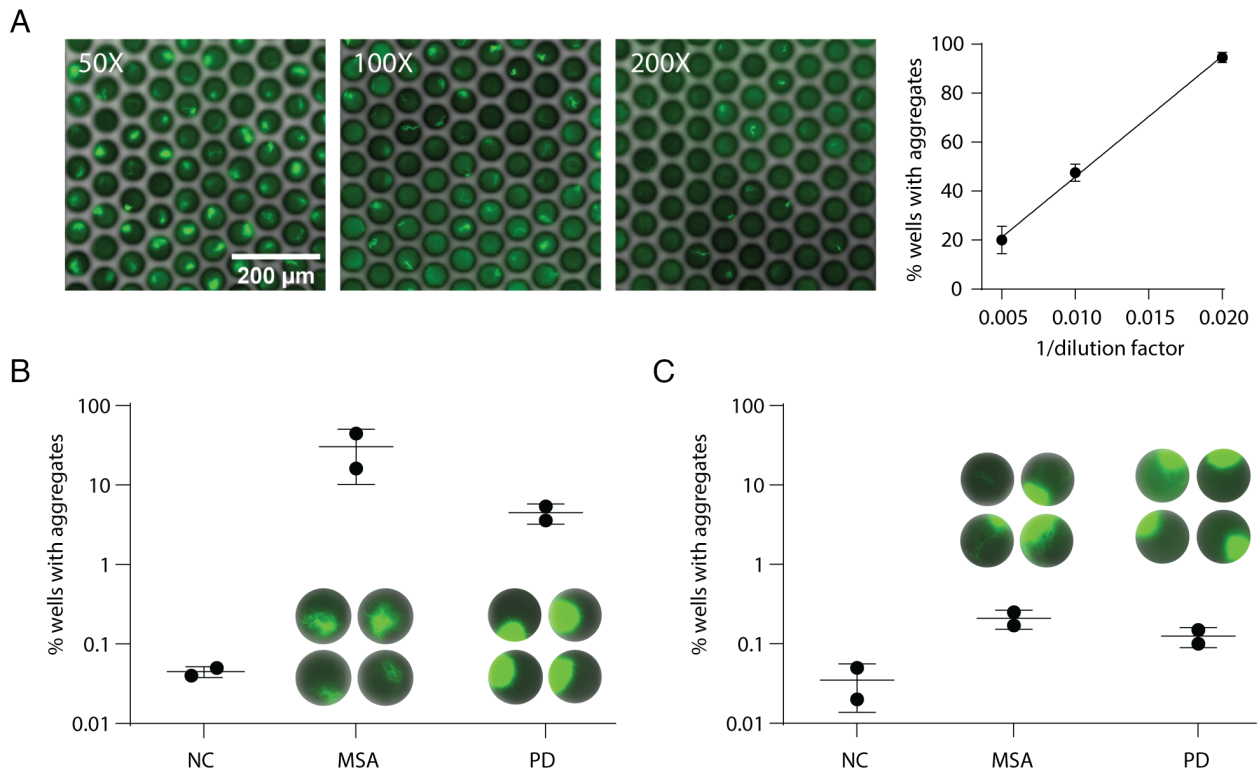 A
50X
100X
200X
200 µm
% wells with aggregates
100
80
60
40
20
0
0.005 0.010 0.015 0.020
1/dilution factor
B
% wells with aggregates
100
10
1
0.1
0.01
NC MSA PD
C
% wells with aggregates
100
10
1
0.1
0.01
NC MSA PD